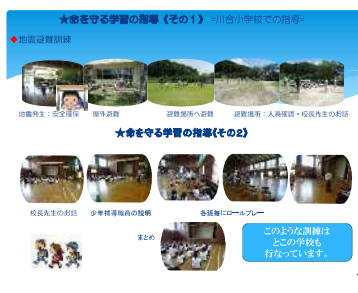 ★命を守る学習の指導《その１》 =川合小学校での指導=
◆地震避難訓練
地震発生：安全確保 屋外避難 避難場所へ避難 避難場所：人員確認・校長先生のお話
★命を守る学習の指導《その2》
校長先生のお話 少年補導職員の説明 各班毎にロールプレー
まとめ
このような訓練は
どこの学校も
行なっています。